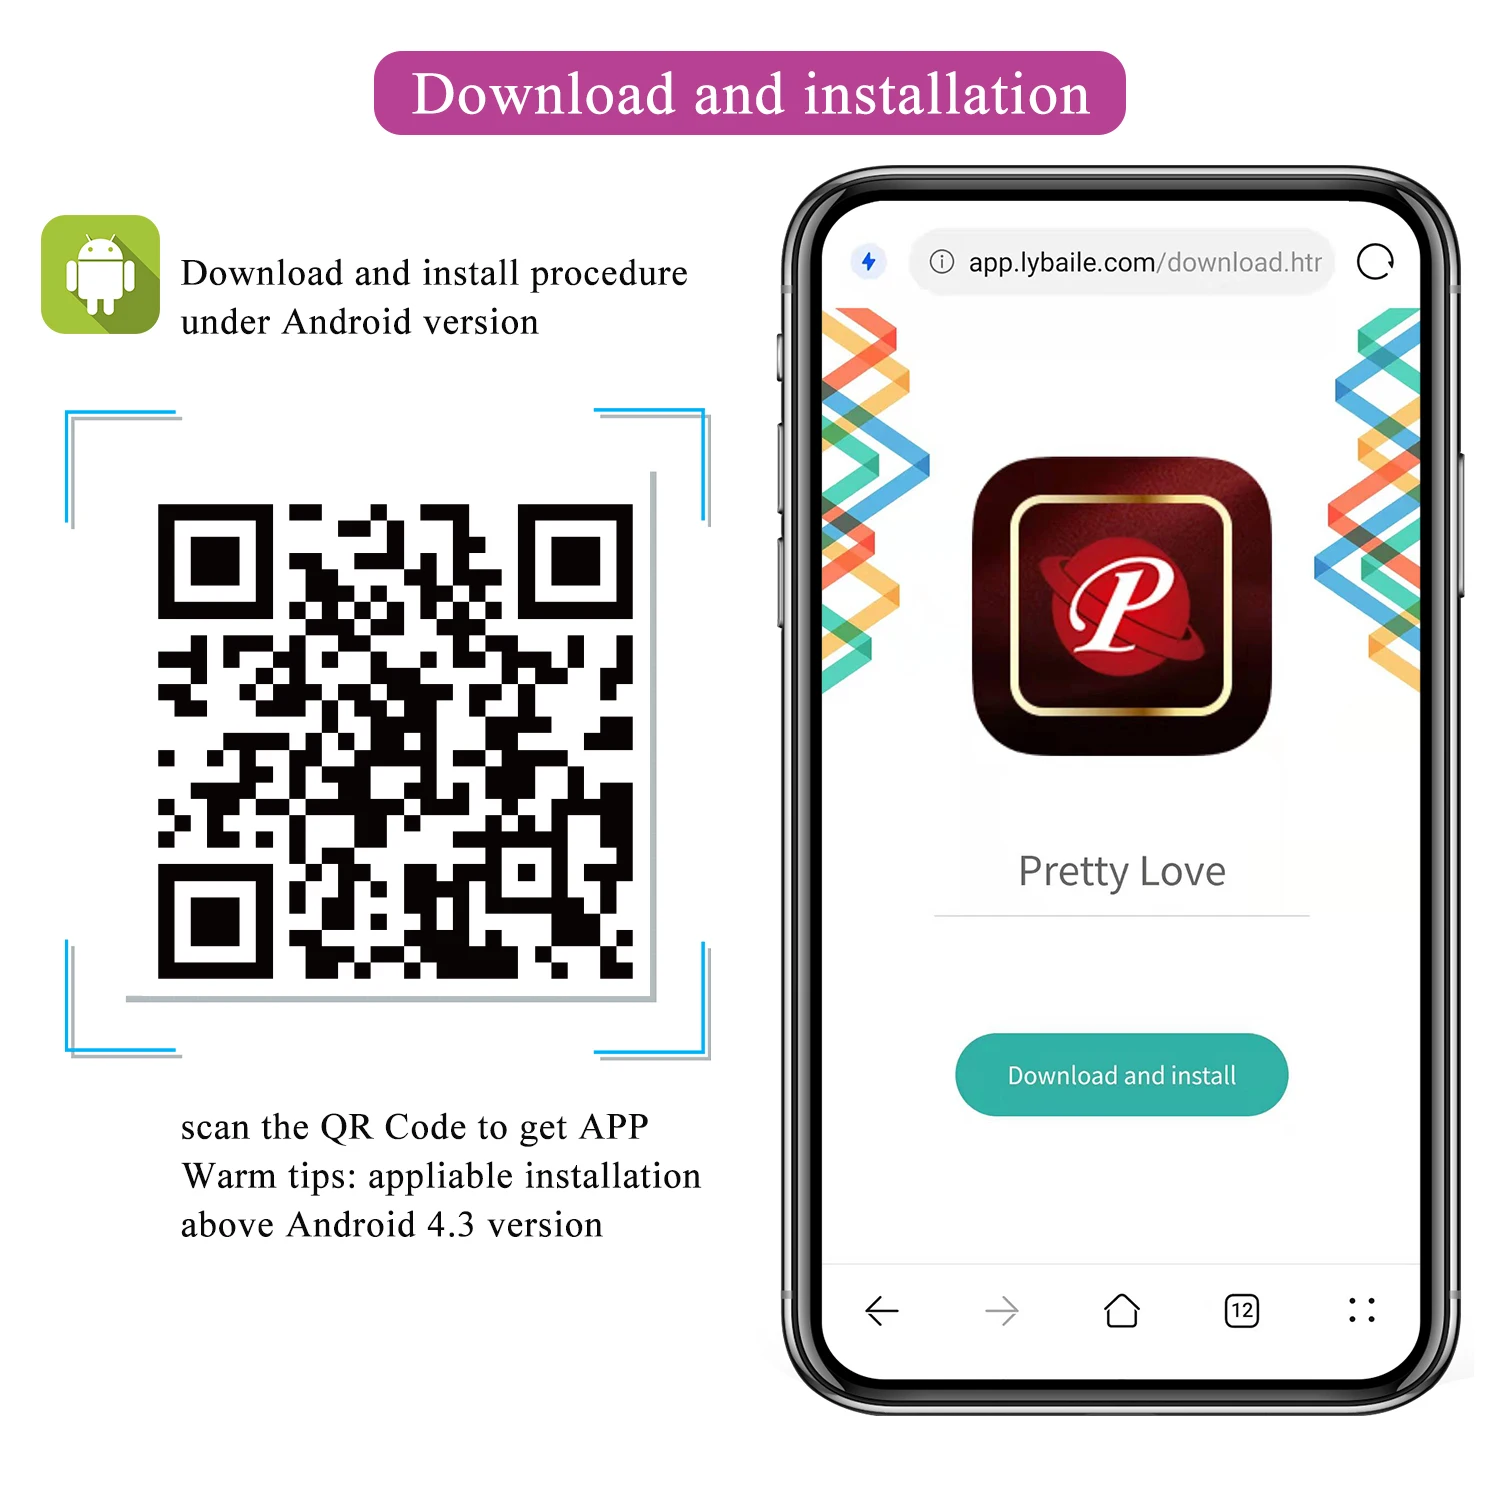 Download and installation
Download and install procedure
under Android version
scan the QR Code to get APP
Warm tips: appliable installation
above Android 4.3 version
app.lybaile.com/download.htr
P
Pretty Love
Download and install
12